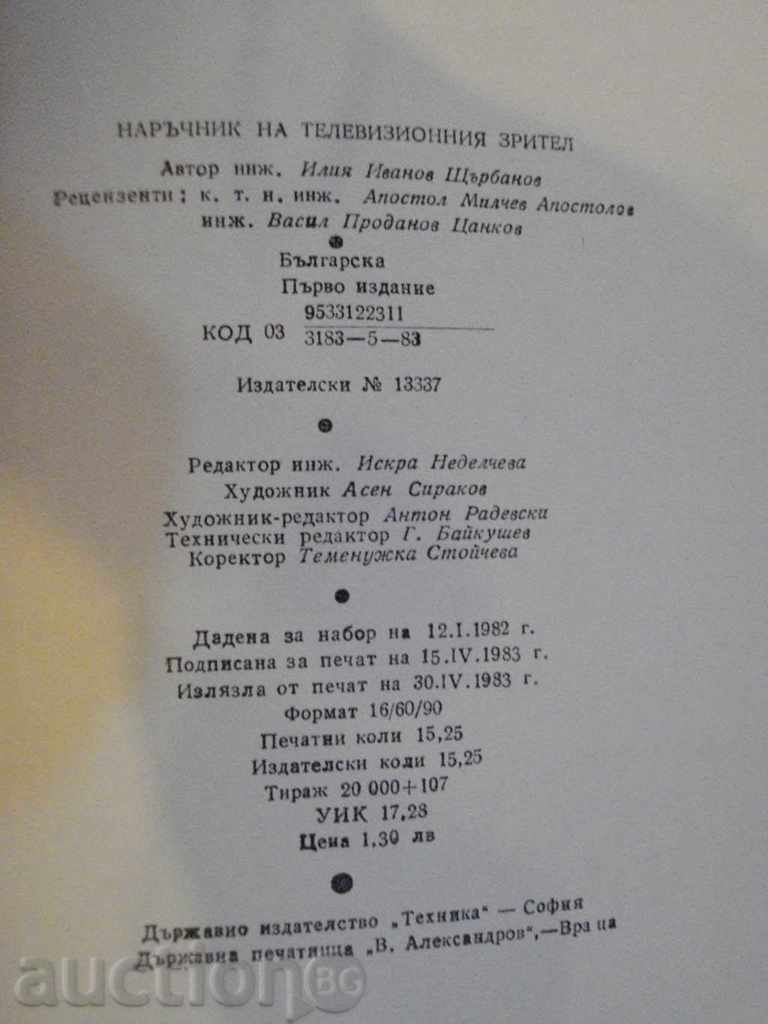 НАРЪЧНИК НА ТЕЛЕВИЗИОННИЯ ЗРИТЕЛ
Автор инж. Илия Иванов Щърбанов
Рецензенти: к. т. н. инж. Апостол Милчев Апостолов
инж. Васил Проданов Цанков
Българска
Първо издание
9533122311
КОД 03
3183—5—83
Издателски № 13337
Редактор инж. Искра Неделчева
Художник Асен Сираков
Художник-редактор Антон Радевски
Технически редактор Г. Байкушев
Коректор Теменужка Стойчева
Дадена за набор на 12.I.1982 г.
Подписана за печат на 15.IV.1983 г.
Излязла от печат на 30.IV.1983 г.
Формат 16/60/90
Печатни коли 15,25
Издателски коли 15,25
Тираж 20 000+107
УИК 17,28
Цена 1,30 лв
Държавно издателство „Техника“ — София
Държавна печатница „В. Александров“,—Враца
auctionBG